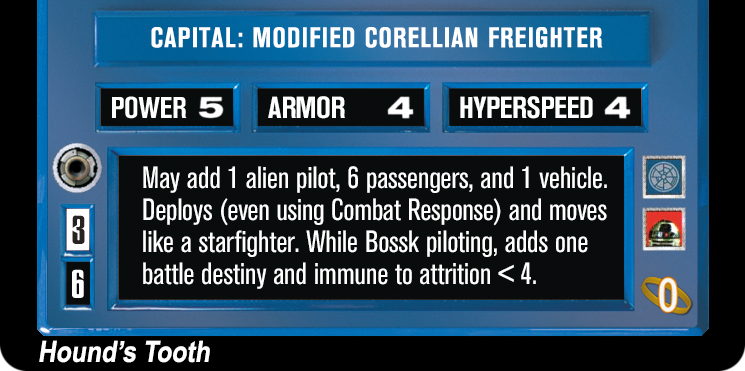 CAPITAL: MODIFIED CORELLIAN FREIGHTER
POWER 5 ARMOR 4 HYPERSPEED 4
May add 1 alien pilot, 6 passengers, and 1 vehicle.
Deploys (even using Combat Response) and moves
like a starfighter. While Bossk piloting, adds one
battle destiny and immune to attrition < 4.
3
6
0
Hound's Tooth